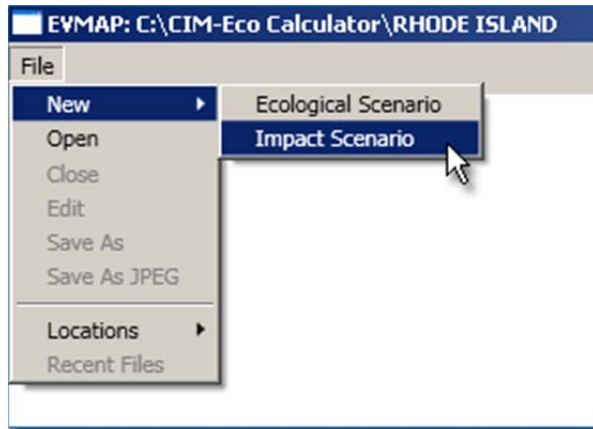 EVMAP: C:\CIM-Eco Calculator\RHODE ISLAND
File
New
Ecological Scenario
Open
Impact Scenario
Close
Edit
Save As
Save As JPEG
Locations
Recent Files